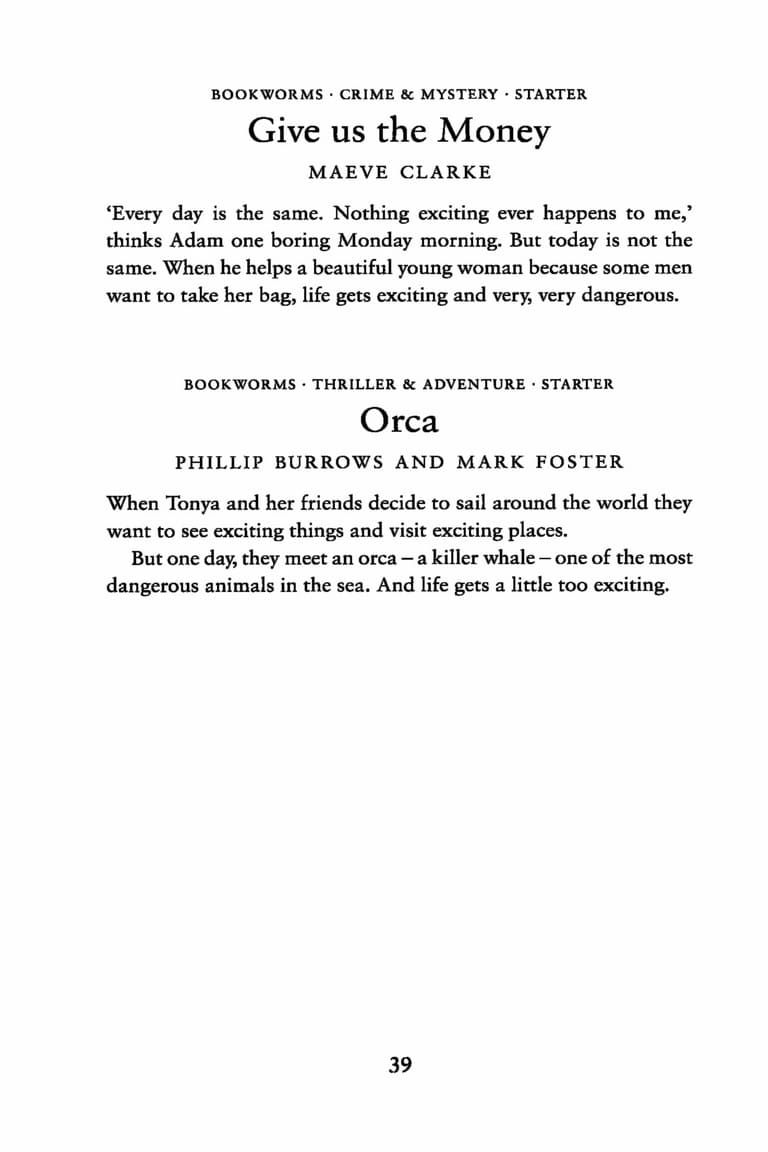 BOOKWORMS · CRIME & MYSTERY · STARTER
Give us the Money
MAEVE CLARKE
‘Every day is the same. Nothing exciting ever happens to me,’
thinks Adam one boring Monday morning. But today is not the
same. When he helps a beautiful young woman because some men
want to take her bag, life gets exciting and very, very dangerous.
BOOKWORMS · THRILLER & ADVENTURE · STARTER
Orca
PHILLIP BURROWS AND MARK FOSTER
When Tonya and her friends decide to sail around the world they
want to see exciting things and visit exciting places.
But one day, they meet an orca – a killer whale – one of the most
dangerous animals in the sea. And life gets a little too exciting.
39